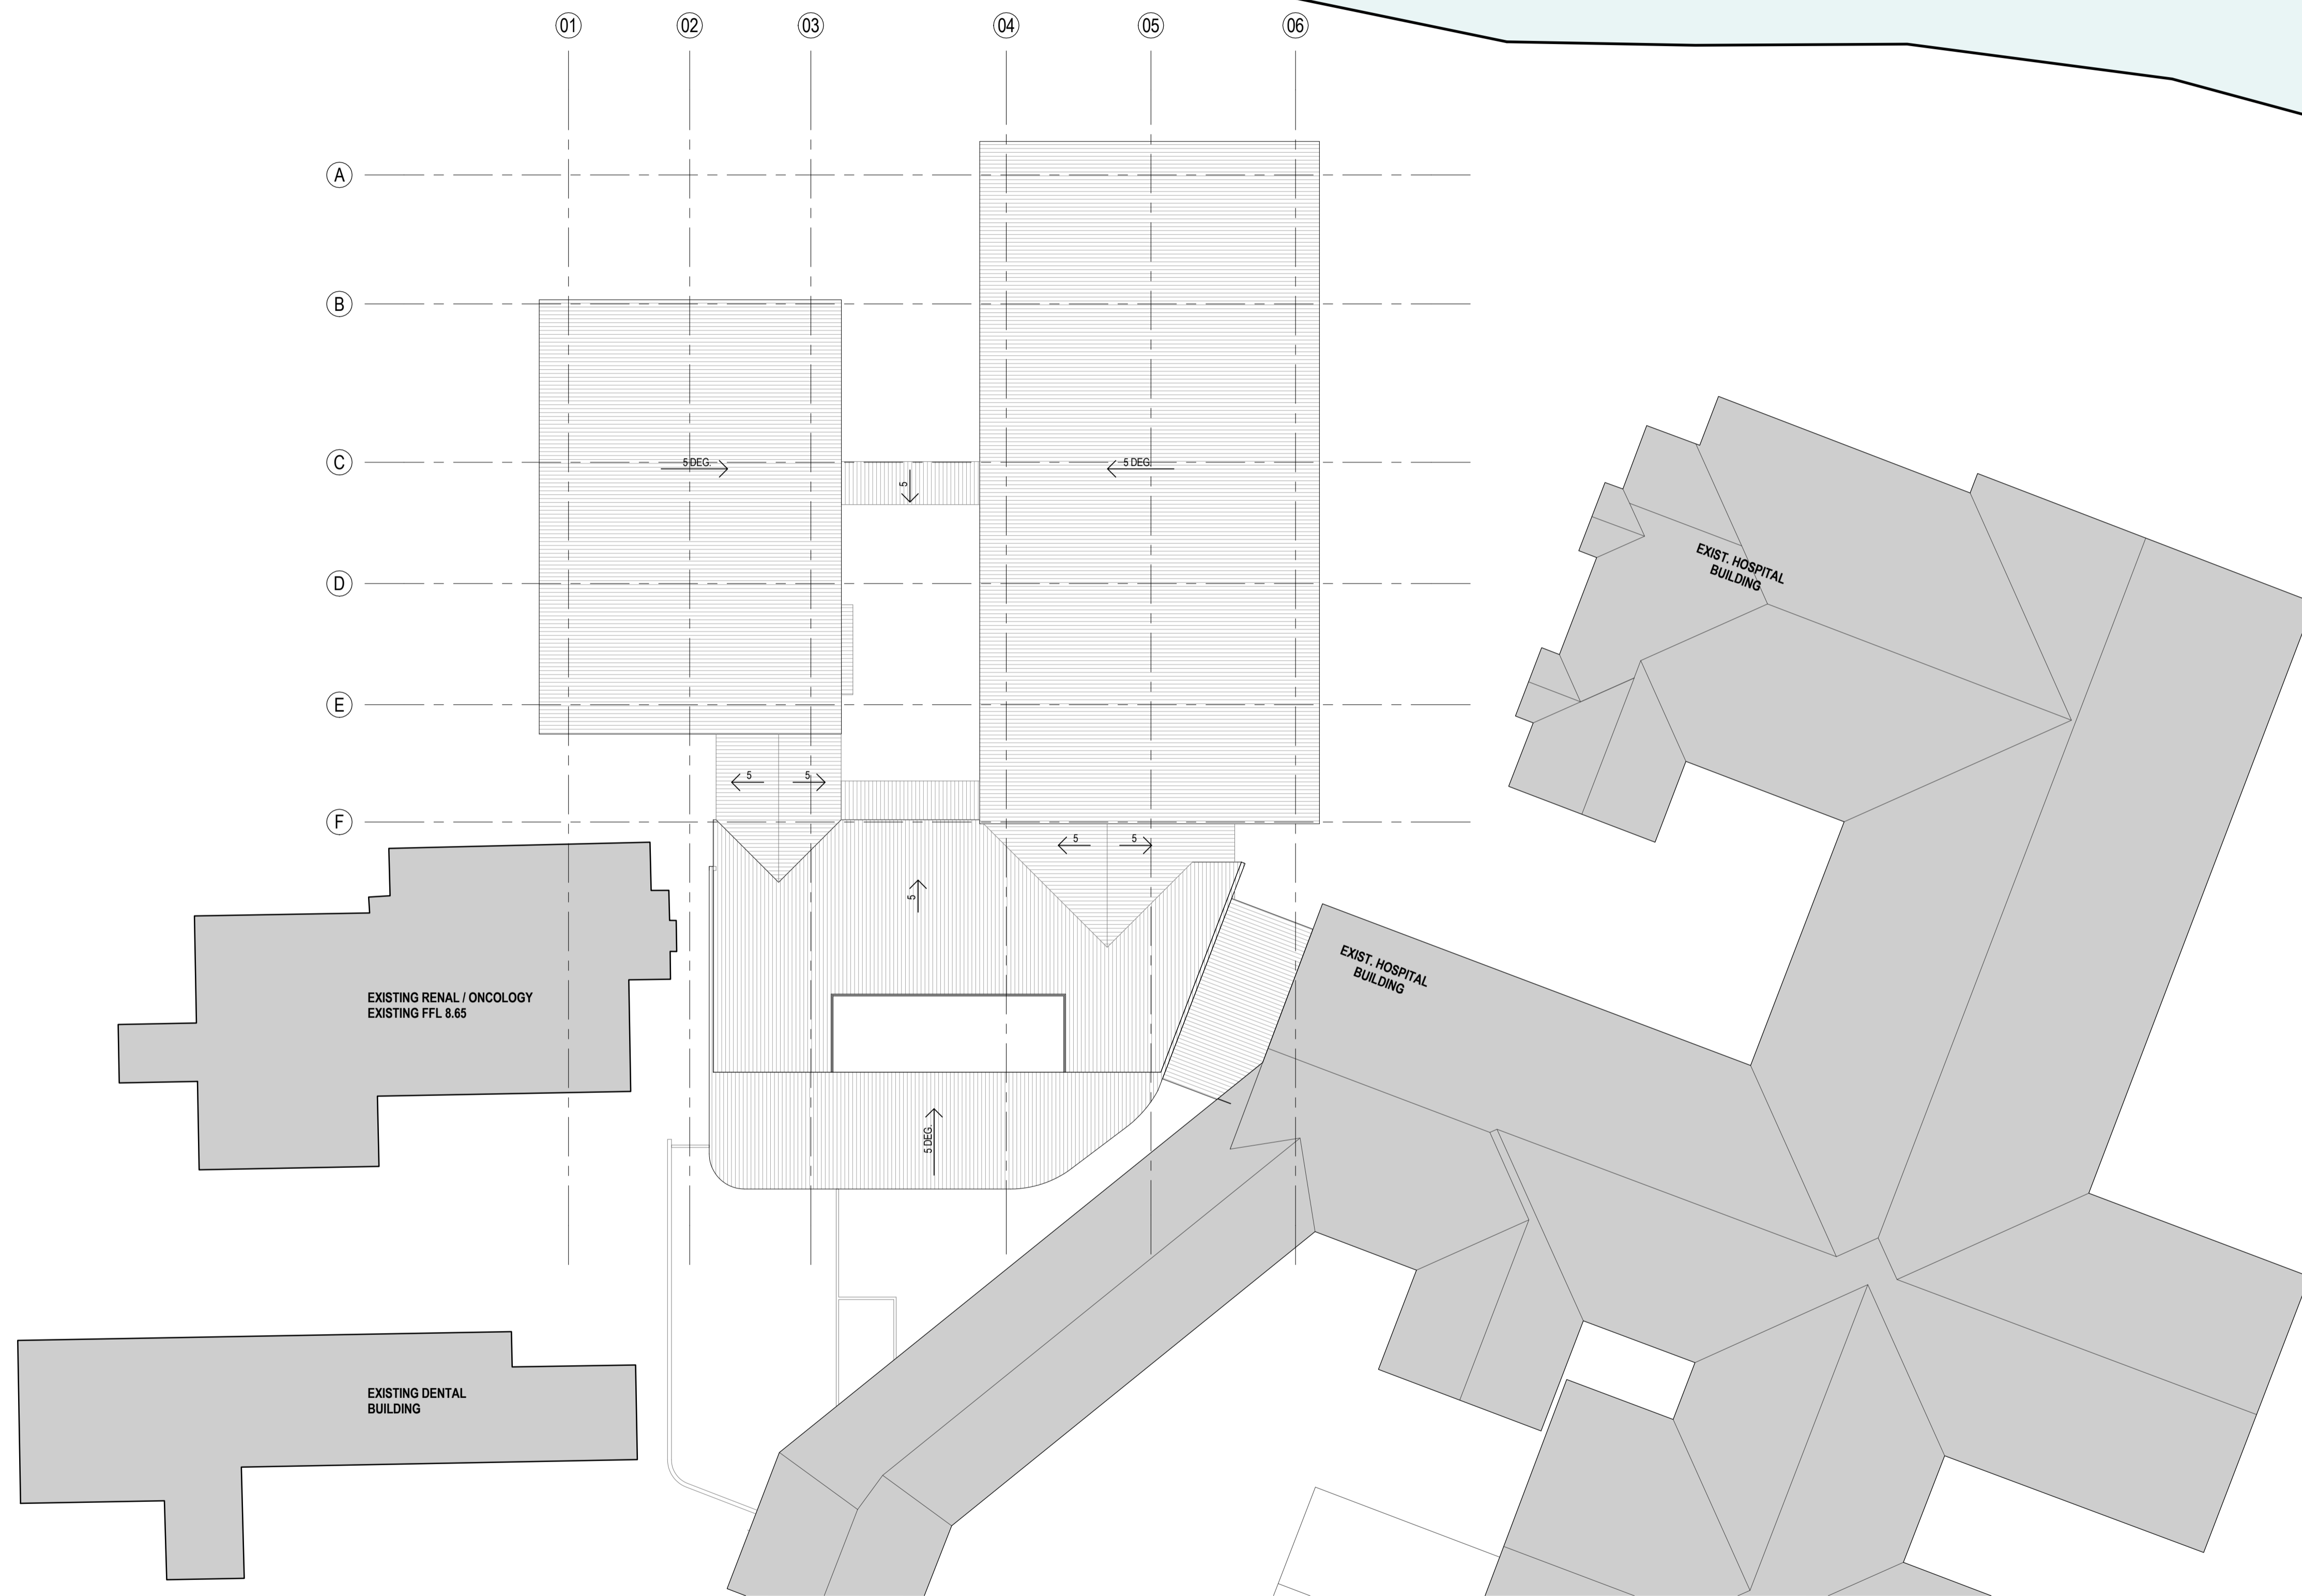 01
02
03
04
05
06
A
B
C
D
E
F
5 DEG.
5 DEG
5
5
5
5
5
5
5 DEG.
EXIST. HOSPITAL
BUILDING
EXIST. HOSPITAL
BUILDING
EXISTING RENAL / ONCOLOGY
EXISTING FFL 8.65
EXISTING DENTAL
BUILDING